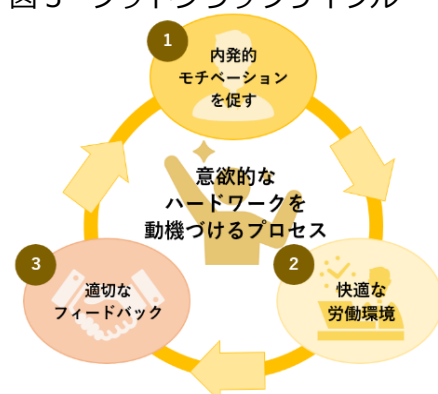 1
内発的
モチベーション
を促す
意欲的な
ハードワークを
動機づけるプロセス
3
適切な
フィードバック
2
快適な
労働環境